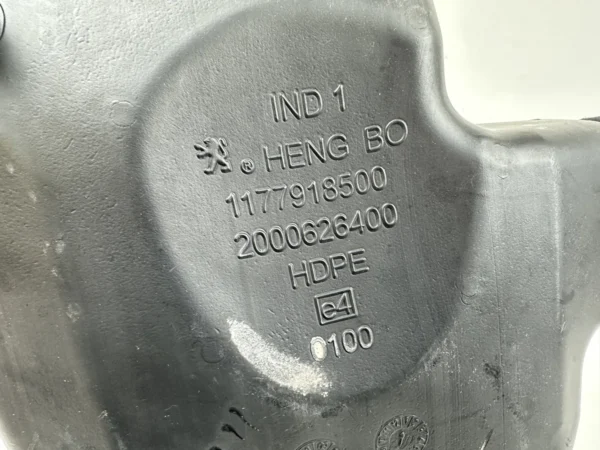 IND 1
® HENG BO
1177918500
2000626400
HDPE
e4
0100